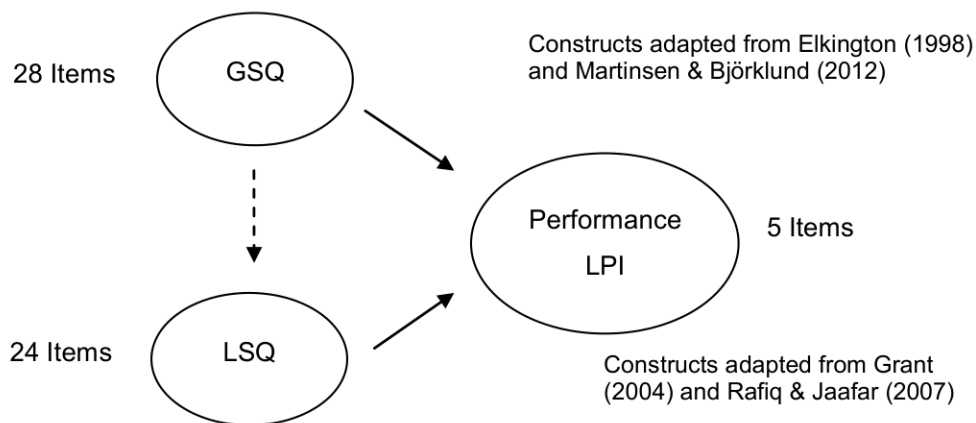 28 Items
GSQ
Constructs adapted from Elkington (1998)
and Martinsen & Björklund (2012)
Performance
LPI
5 Items
24 Items
LSQ
Constructs adapted from Grant
(2004) and Rafiq & Jaafar (2007)